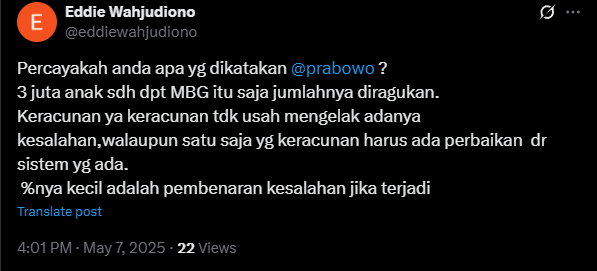 E
Eddie Wahjudiono
@eddiewahjudiono
Percayakah anda apa yg dikatakan @prabowo ?
3 juta anak sdh dpt MBG itu saja jumlahnya diragukan.
Keracunan ya keracunan tdk usah mengelak adanya
kesalahan,walaupun satu saja yg keracunan harus ada perbaikan dr
sistem yg ada.
%nya kecil adalah pembenaran kesalahan jika terjadi
Translate post
4:01 PM · May 7, 2025 · 22 Views